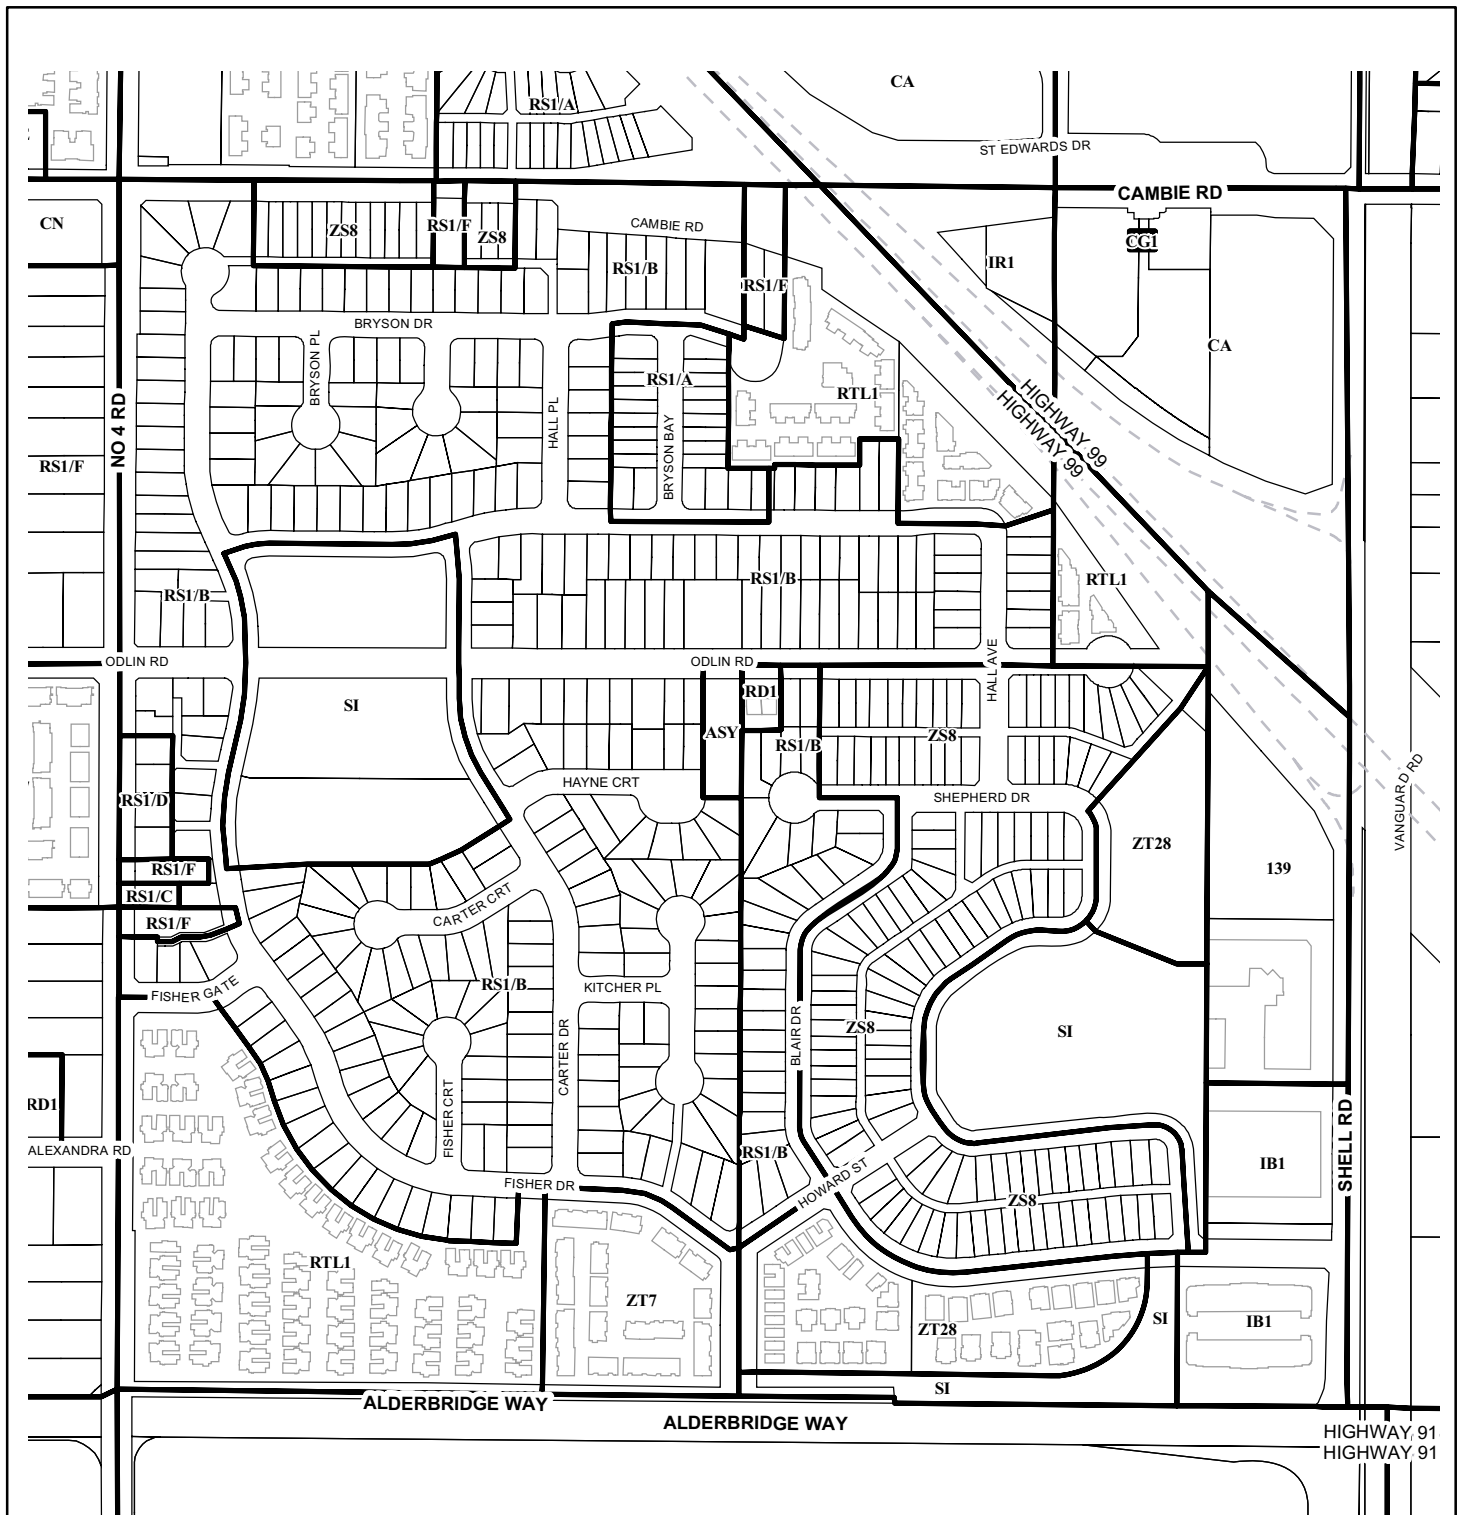 CA
RS1/A
ST EDWARDS DR
CAMBIE RD
CN
ZS8
RS1/F
ZS8
CAMBIE RD
CG1
IR1
RS1/B
RS1/F
BRYSON DR
CA
BRYSON PL
RS1/A
RTL1
HIGHWAY 99
HIGHWAY 99
NO 4 RD
HALL PL
BRYSON BAY
RS1/F
RS1/B
RS1/B
RTL1
ODLIN RD
ODLIN RD
HALL AVE
RD1
SI
ASY
RS1/B
ZS8
HAYNE CRT
SHEPHERD DR
VANGUARD RD
RS1/D
ZT28
RS1/F
139
RS1/C
CARTER CRT
RS1/F
RS1/B
FISHER GATE
KITCHER PL
BLAIR DR
ZS8
SI
CARTER DR
FISHER CRT
RD1
ALEXANDRA RD
RS1/B
SHELL RD
IB1
FISHER DR
HOWARD ST
ZS8
RTL1
ZT7
ZT28
SI
IB1
SI
ALDERBRIDGE WAY
ALDERBRIDGE WAY
HIGHWAY 91
HIGHWAY 91